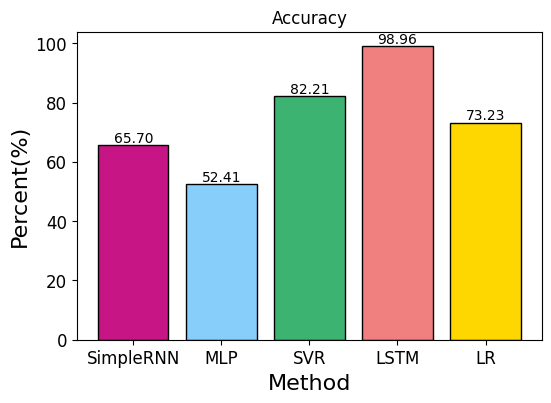 Accuracy
Percent(%)
100
80
60
40
20
0
65.70
52.41
82.21
98.96
73.23
SimpleRNN MLP SVR LSTM LR
Method